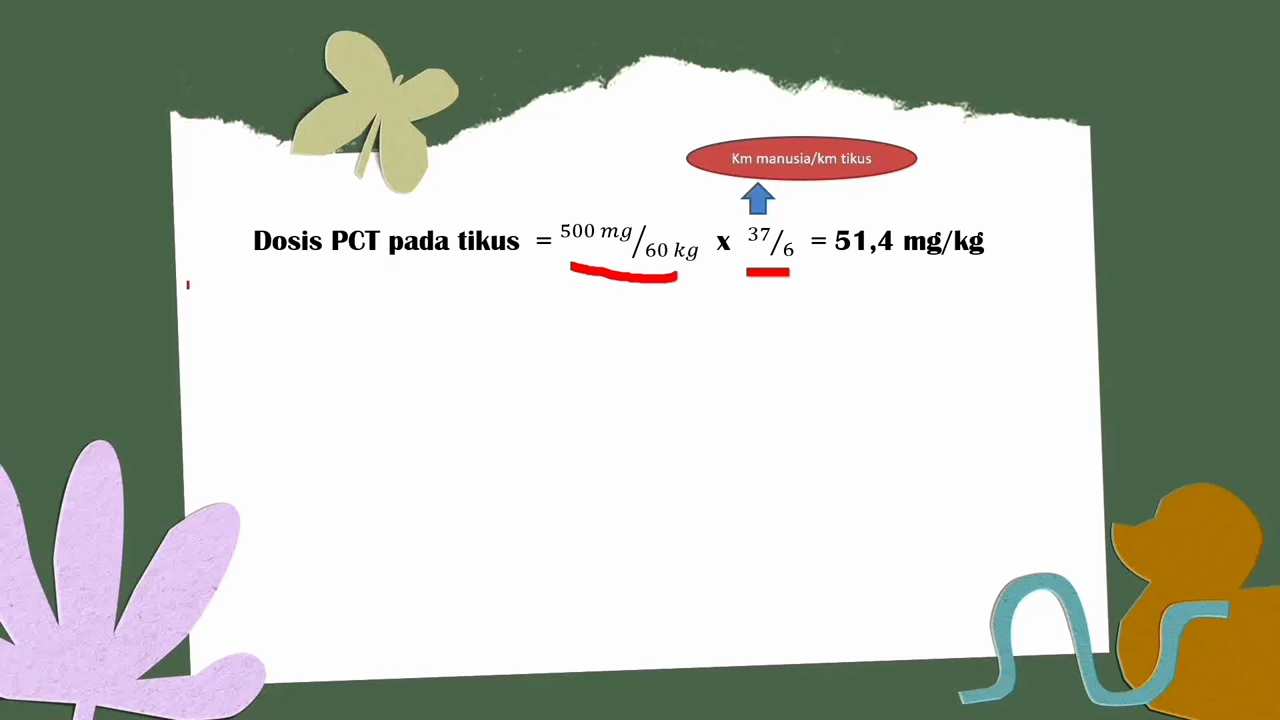 Km manusia/km tikus
Dosis PCT pada tikus = 500 mg/60 kg x 37/6 = 51,4 mg/kg